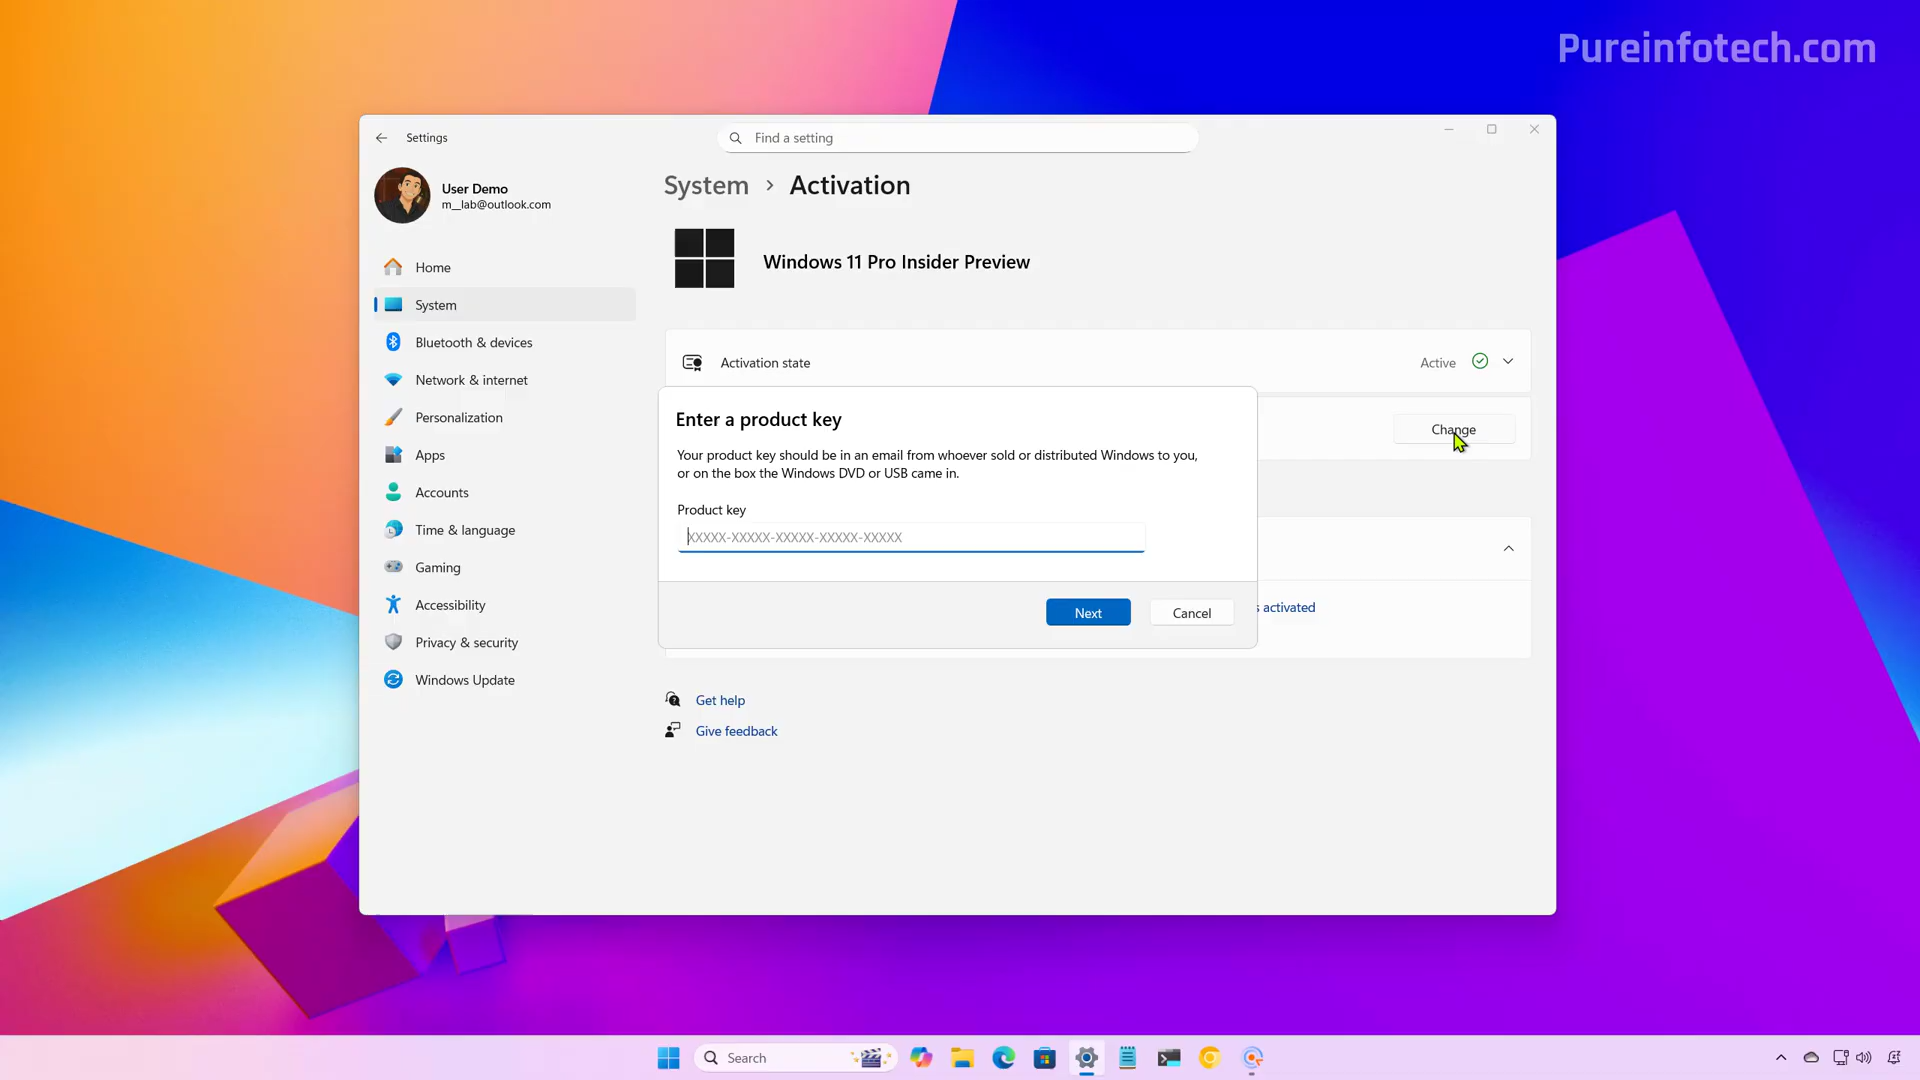 Pureinfotech.com
Settings
Find a setting
User Demo
m__lab@outlook.com
System > Activation
Windows 11 Pro Insider Preview
Home
System
Bluetooth & devices
Network & internet
Personalization
Apps
Accounts
Time & language
Gaming
Accessibility
Privacy & security
Windows Update
Activation state
Active
Change
Enter a product key
Your product key should be in an email from whoever sold or distributed Windows to you,
or on the box the Windows DVD or USB came in.
Product key
XXXXX-XXXXX-XXXXX-XXXXX-XXXXX
Next
Cancel
s activated
Get help
Give feedback
Search